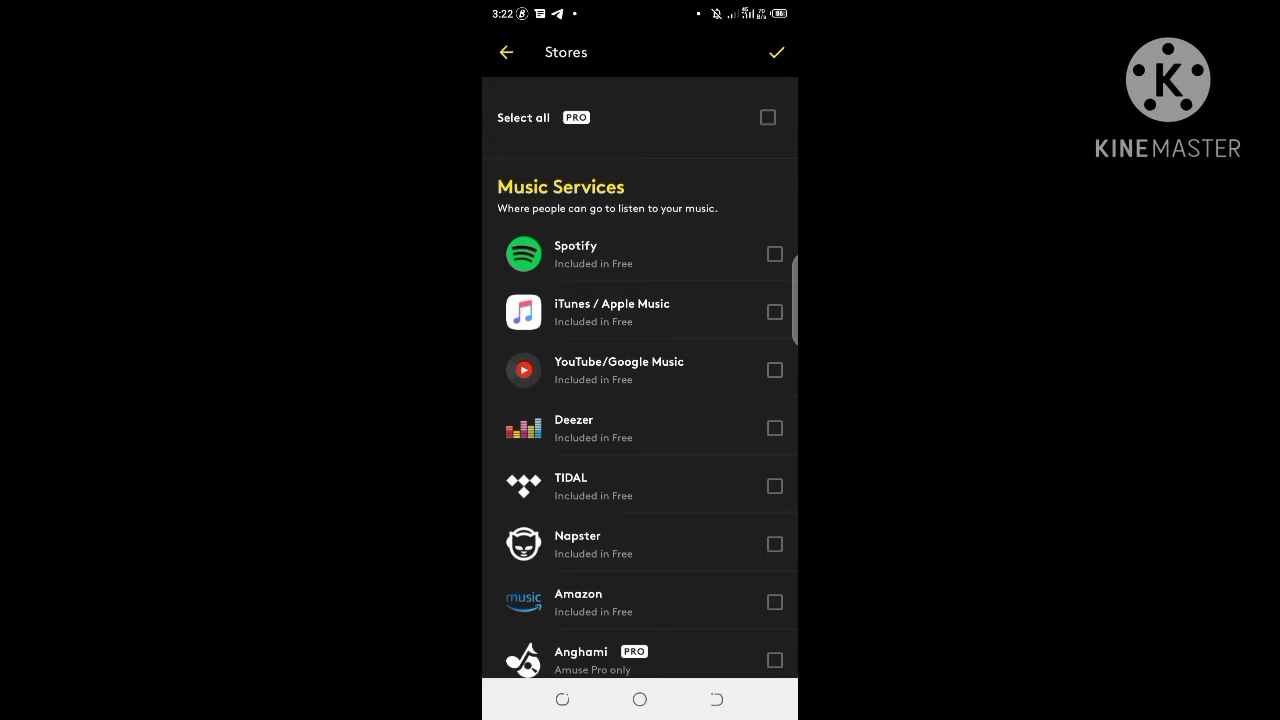 3:22
86
Stores
Select all PRO
Music Services
Where people can go to listen to your music.
Spotify
Included in Free
iTunes / Apple Music
Included in Free
YouTube/Google Music
Included in Free
Deezer
Included in Free
TIDAL
Included in Free
Napster
Included in Free
music
Amazon
Included in Free
Anghami PRO
Amuse Pro only
K
KINEMASTER